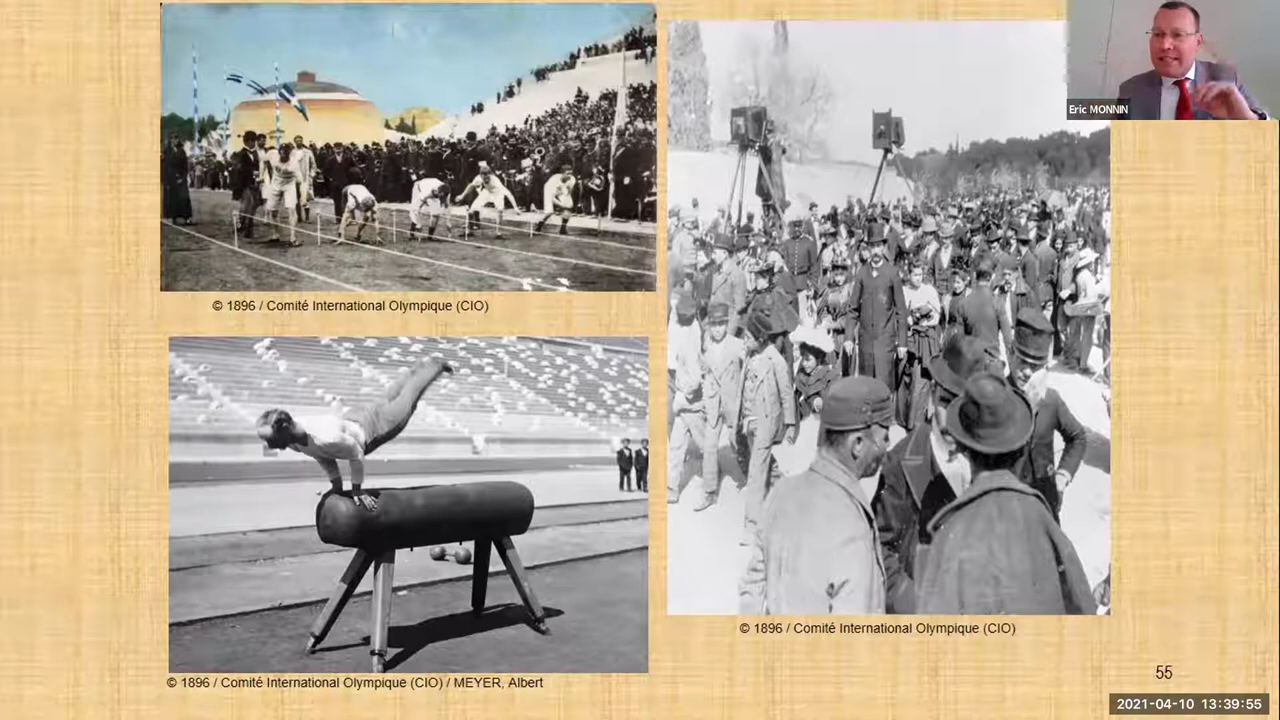 Eric MONNIN
© 1896 / Comité International Olympique (CIO)
© 1896 / Comité International Olympique (CIO)
© 1896 / Comité International Olympique (CIO) / MEYER, Albert
55
2021-04-10 13:39:55